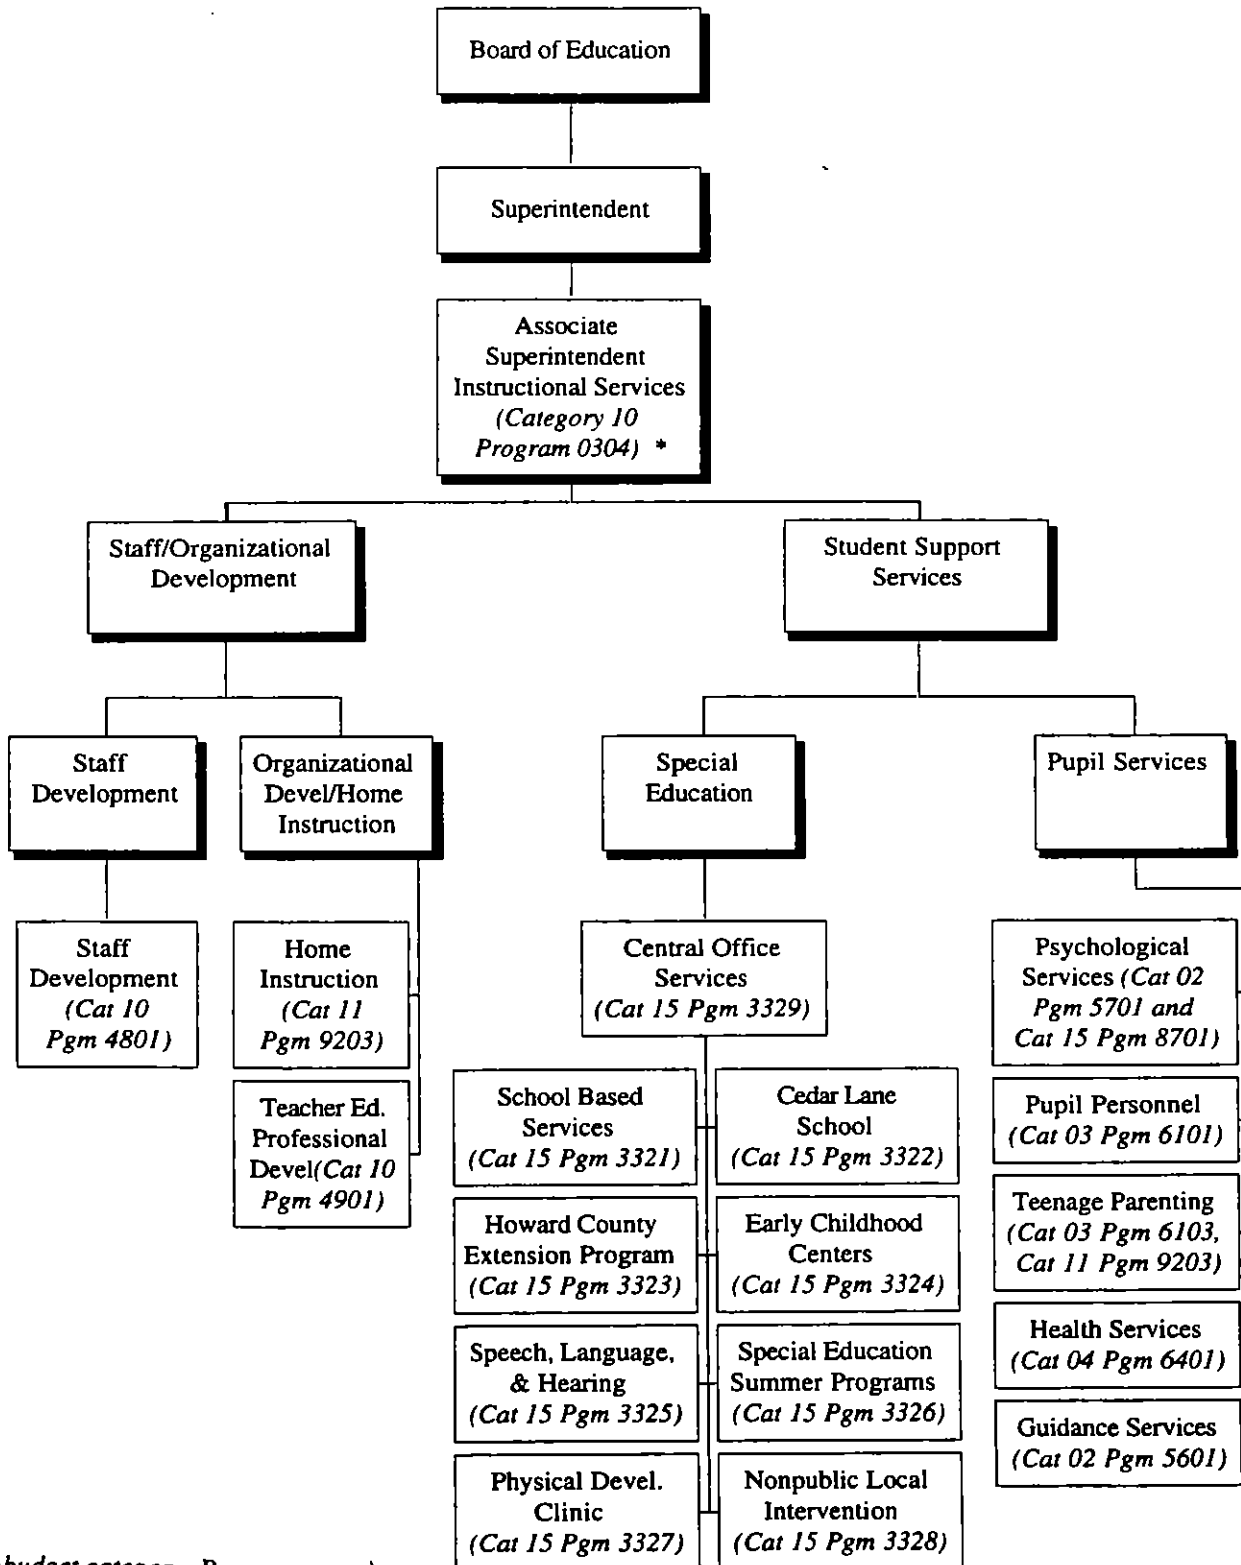 Board of Education
Superintendent
Associate
Superintendent
Instructional Services
(Category 10
Program 0304) *
Staff/Organizational
Development
Student Support
Services
Staff
Development
Organizational
Devel/Home
Instruction
Special
Education
Pupil Services
Staff
Development
(Cat 10
Pgm 4801)
Home
Instruction
(Cat 11
Pgm 9203)
Teacher Ed.
Professional
Devel(Cat 10
Pgm 4901)
Central Office
Services
(Cat 15 Pgm 3329)
School Based
Services
(Cat 15 Pgm 3321)
Cedar Lane
School
(Cat 15 Pgm 3322)
Howard County
Extension Program
(Cat 15 Pgm 3323)
Early Childhood
Centers
(Cat 15 Pgm 3324)
Speech, Language,
& Hearing
(Cat 15 Pgm 3325)
Special Education
Summer Programs
(Cat 15 Pgm 3326)
Physical Devel.
Clinic
(Cat 15 Pgm 3327)
Nonpublic Local
Intervention
(Cat 15 Pgm 3328)
Psychological
Services (Cat 02
Pgm 5701 and
Cat 15 Pgm 8701)
Pupil Personnel
(Cat 03 Pgm 6101)
Teenage Parenting
(Cat 03 Pgm 6103,
Cat 11 Pgm 9203)
Health Services
(Cat 04 Pgm 6401)
Guidance Services
(Cat 02 Pgm 5601)
budget